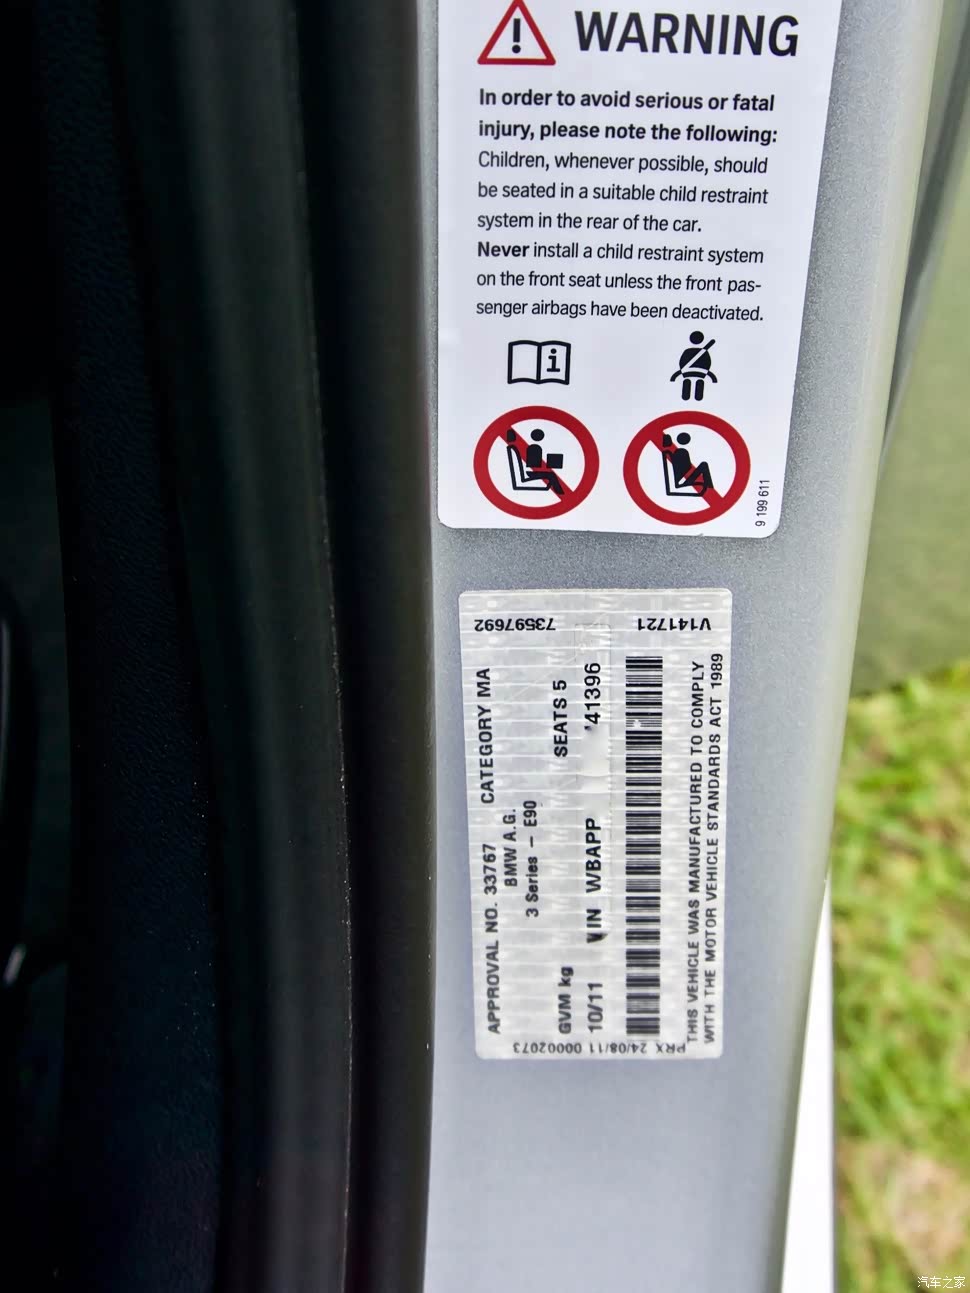 WARNING
In order to avoid serious or fatal
injury, please note the following:
Children, whenever possible, should
be seated in a suitable child restraint
system in the rear of the car.
Never install a child restraint system
on the front seat unless the front pas-
senger airbags have been deactivated.
9 199 611
73597692
V141721
APPROVAL NO. 33767 CATEGORY MA
BMW A.G.
3 Series – E90
GVM kg SEATS 5
10/11 VIN WBAPP 41396
THIS VEHICLE WAS MANUFACTURED TO COMPLY
WITH THE MOTOR VEHICLE STANDARDS ACT 1989
PRX 24/08/11 00002073
汽车之家